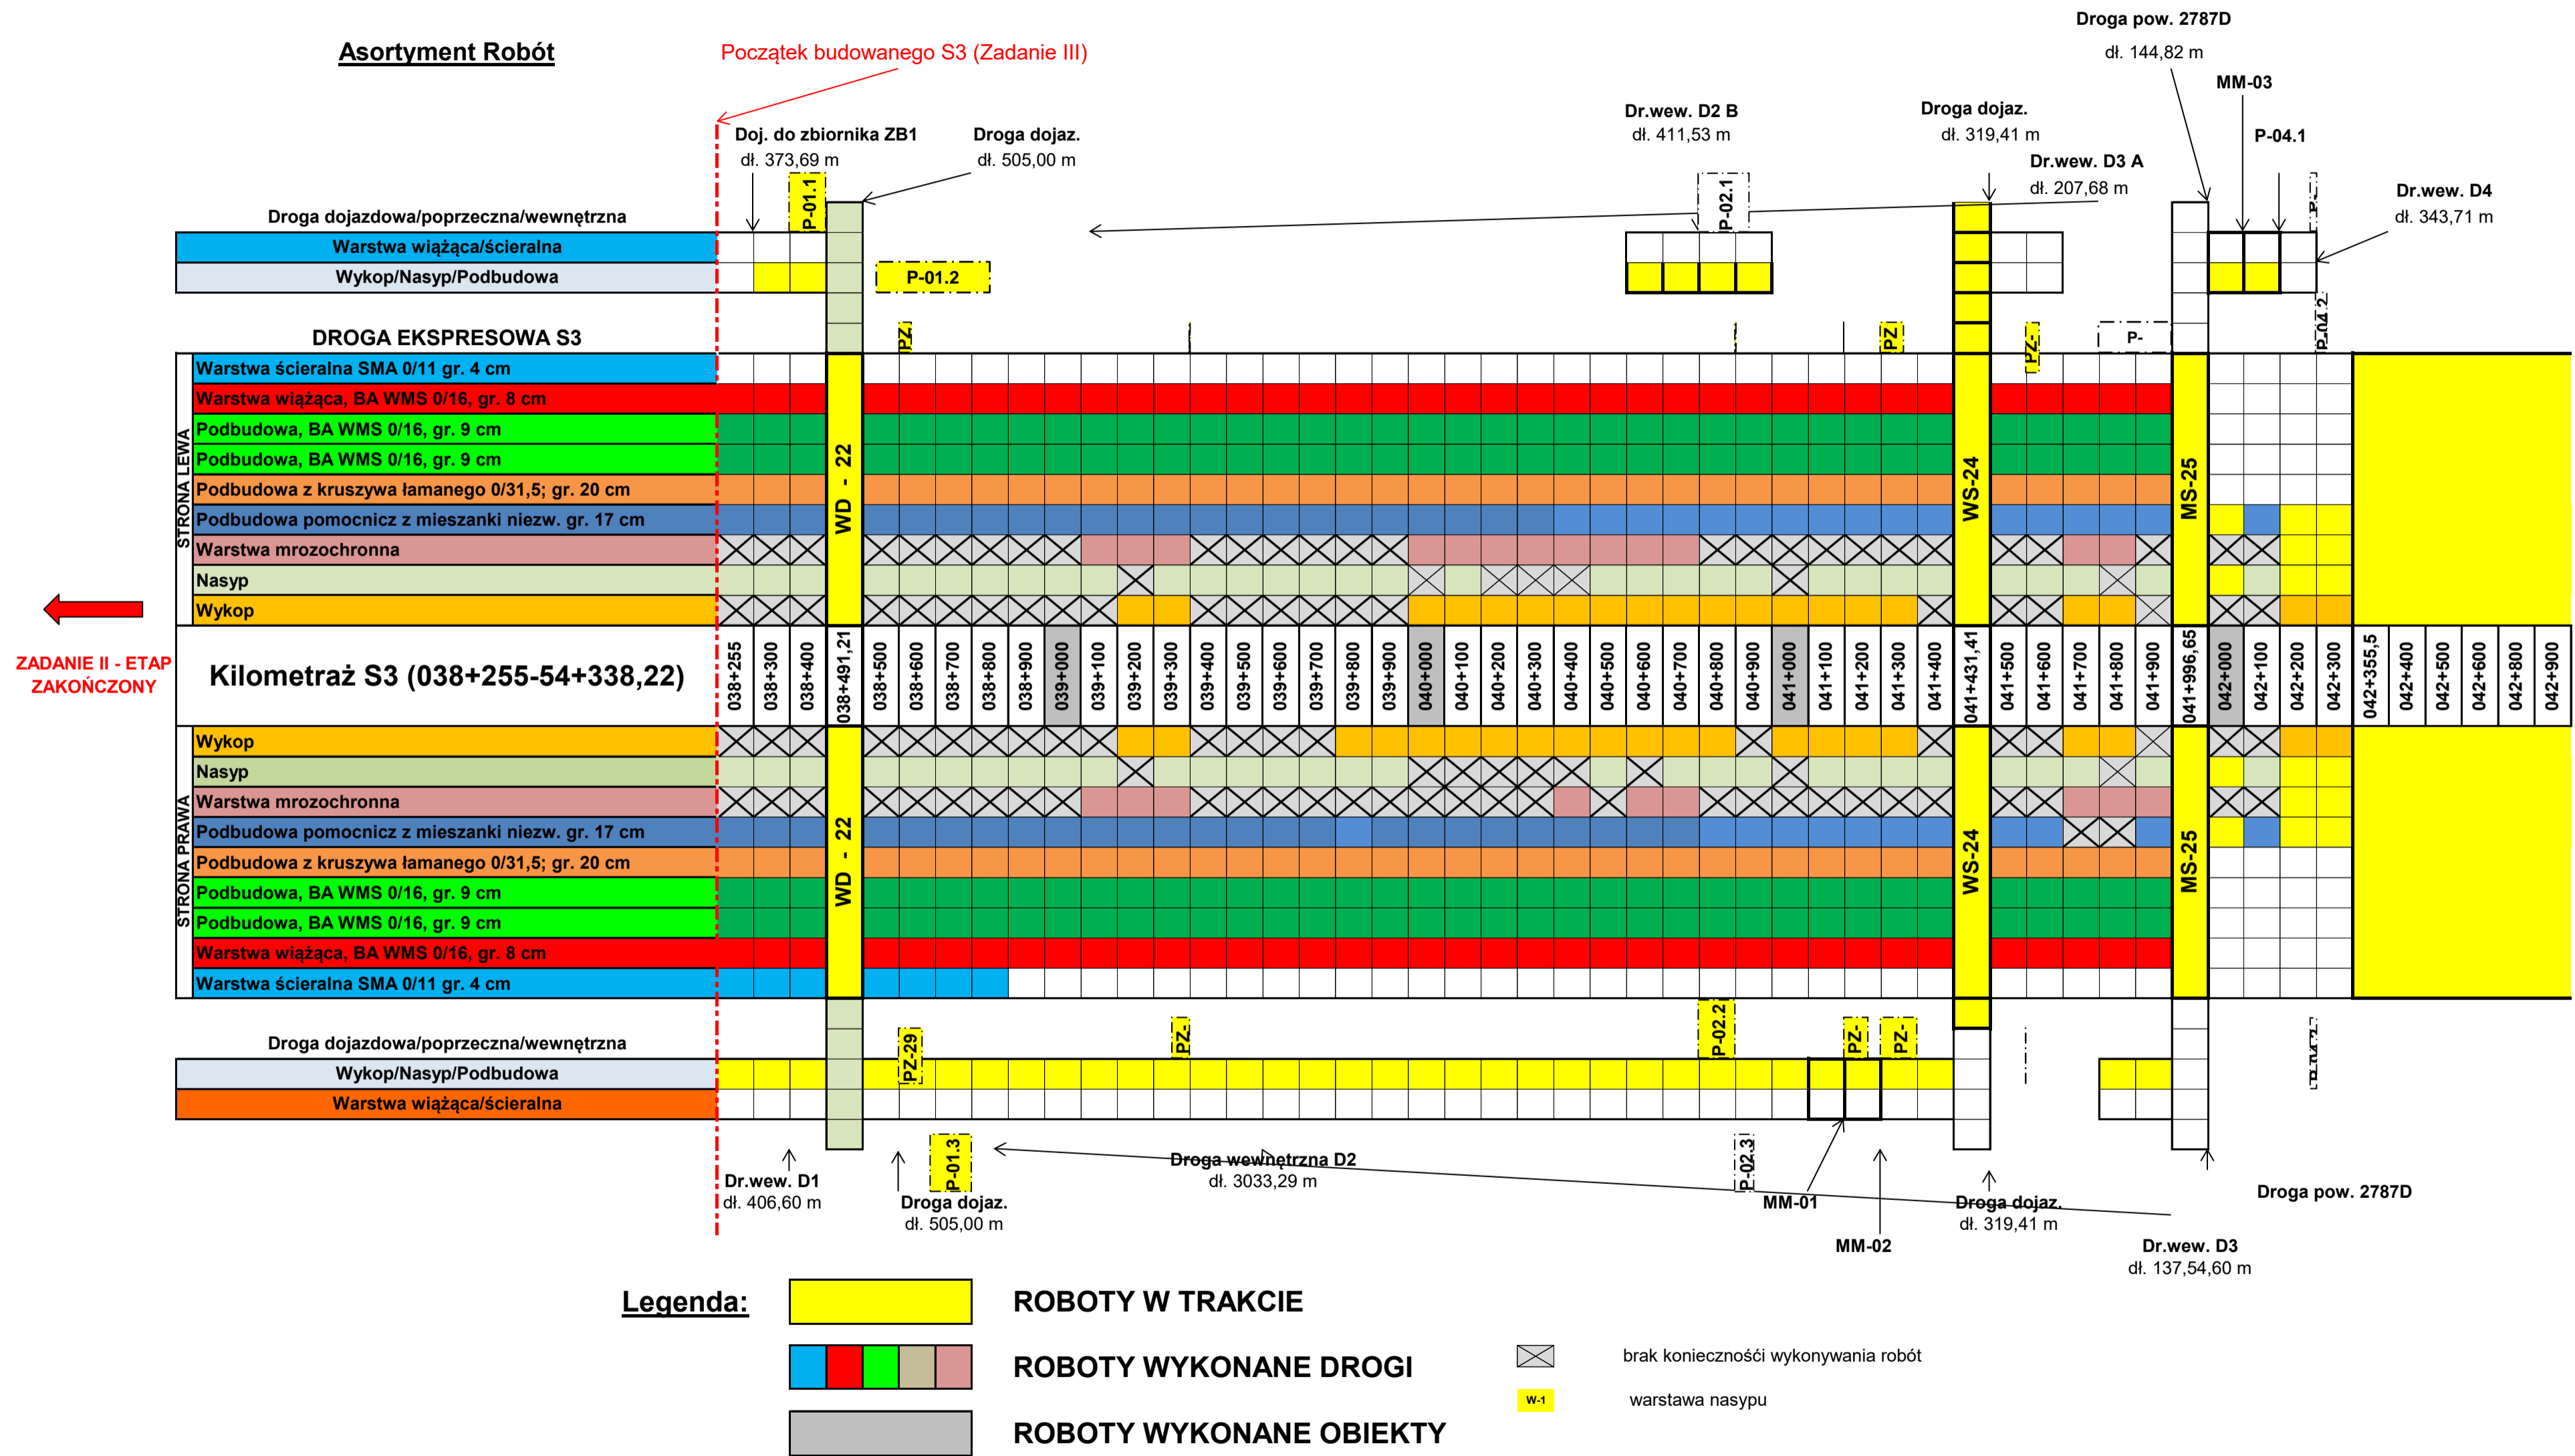 Asortyment Robót
Początek budowanego S3 (Zadanie III)
Droga pow. 2787D
dł. 144,82 m
MM-03
P-04.1
Dr.wew. D2 B
dł. 411,53 m
Droga dojaz.
dł. 319,41 m
Dr.wew. D3 A
dł. 207,68 m
Dr.wew. D4
dł. 343,71 m
Doj. do zbiornika ZB1
dł. 373,69 m
Droga dojaz.
dł. 505,00 m
P-01.1
P-02.1
Droga dojazdowa/poprzeczna/wewnętrzna
Warstwa wiążąca/ścieralna
Wykop/Nasyp/Podbudowa
P-01.2
P-04.2
DROGA EKSPRESOWA S3
PZ
PZ
PZ-
P-
STRONA LEWA
Warstwa ścieralna SMA 0/11 gr. 4 cm
Warstwa wiążąca, BA WMS 0/16, gr. 8 cm
Podbudowa, BA WMS 0/16, gr. 9 cm
Podbudowa, BA WMS 0/16, gr. 9 cm
Podbudowa z kruszywa łamanego 0/31,5; gr. 20 cm
Podbudowa pomocnicz z mieszanki niezw. gr. 17 cm
Warstwa mrozochronna
Nasyp
Wykop
WD - 22
WS-24
MS-25
ZADANIE II - ETAP
ZAKOŃCZONY
Kilometraż S3 (038+255-54+338,22)
038+255
038+300
038+400
038+491,21
038+500
038+600
038+700
038+800
038+900
039+000
039+100
039+200
039+300
039+400
039+500
039+600
039+700
039+800
039+900
040+000
040+100
040+200
040+300
040+400
040+500
040+600
040+700
040+800
040+900
041+000
041+100
041+200
041+300
041+400
041+431,41
041+500
041+600
041+700
041+800
041+900
041+996,65
042+000
042+100
042+200
042+300
042+355,5
042+400
042+500
042+600
042+800
042+900
STRONA PRAWA
Wykop
Nasyp
Warstwa mrozochronna
Podbudowa pomocnicz z mieszanki niezw. gr. 17 cm
Podbudowa z kruszywa łamanego 0/31,5; gr. 20 cm
Podbudowa, BA WMS 0/16, gr. 9 cm
Podbudowa, BA WMS 0/16, gr. 9 cm
Warstwa wiążąca, BA WMS 0/16, gr. 8 cm
Warstwa ścieralna SMA 0/11 gr. 4 cm
WD - 22
WS-24
MS-25
Droga dojazdowa/poprzeczna/wewnętrzna
Wykop/Nasyp/Podbudowa
Warstwa wiążąca/ścieralna
PZ-29
PZ-
P-02.2
PZ-
PZ-
P-01.3
P-02.3
Dr.wew. D1
dł. 406,60 m
Droga dojaz.
dł. 505,00 m
Droga wewnętrzna D2
dł. 3033,29 m
MM-01
MM-02
Droga dojaz.
dł. 319,41 m
Droga pow. 2787D
Dr.wew. D3
dł. 137,54,60 m
Legenda:
ROBOTY W TRAKCIE
ROBOTY WYKONANE DROGI
ROBOTY WYKONANE OBIEKTY
brak koniecznośći wykonywania robót
W-1
warstawa nasypu